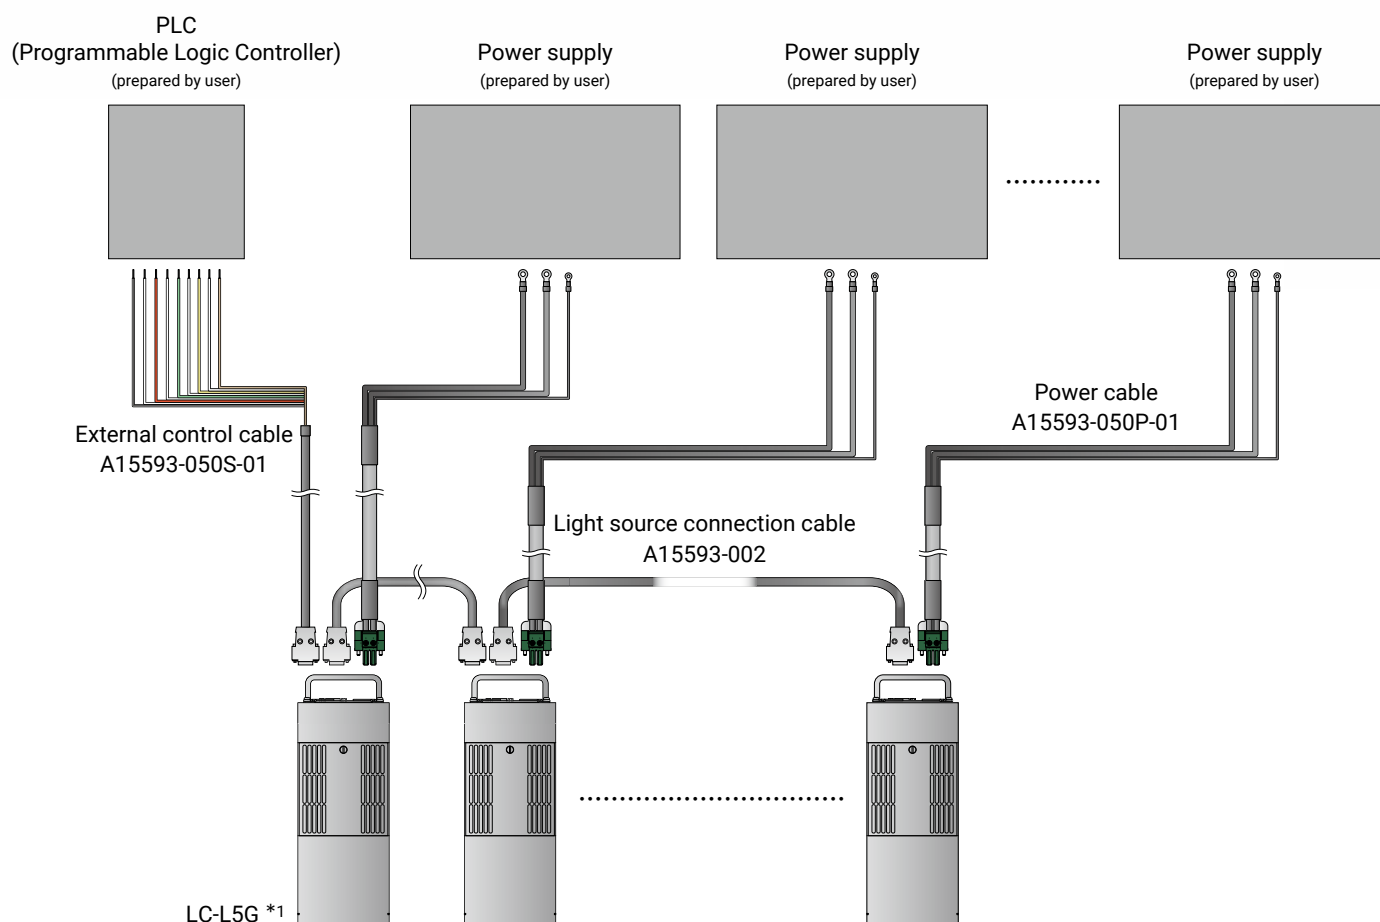 PLC
(Programmable Logic Controller)
(prepared by user)
Power supply
(prepared by user)
Power supply
(prepared by user)
Power supply
(prepared by user)
External control cable
A15593-050S-01
Power cable
A15593-050P-01
Light source connection cable
A15593-002
LC-L5G *1